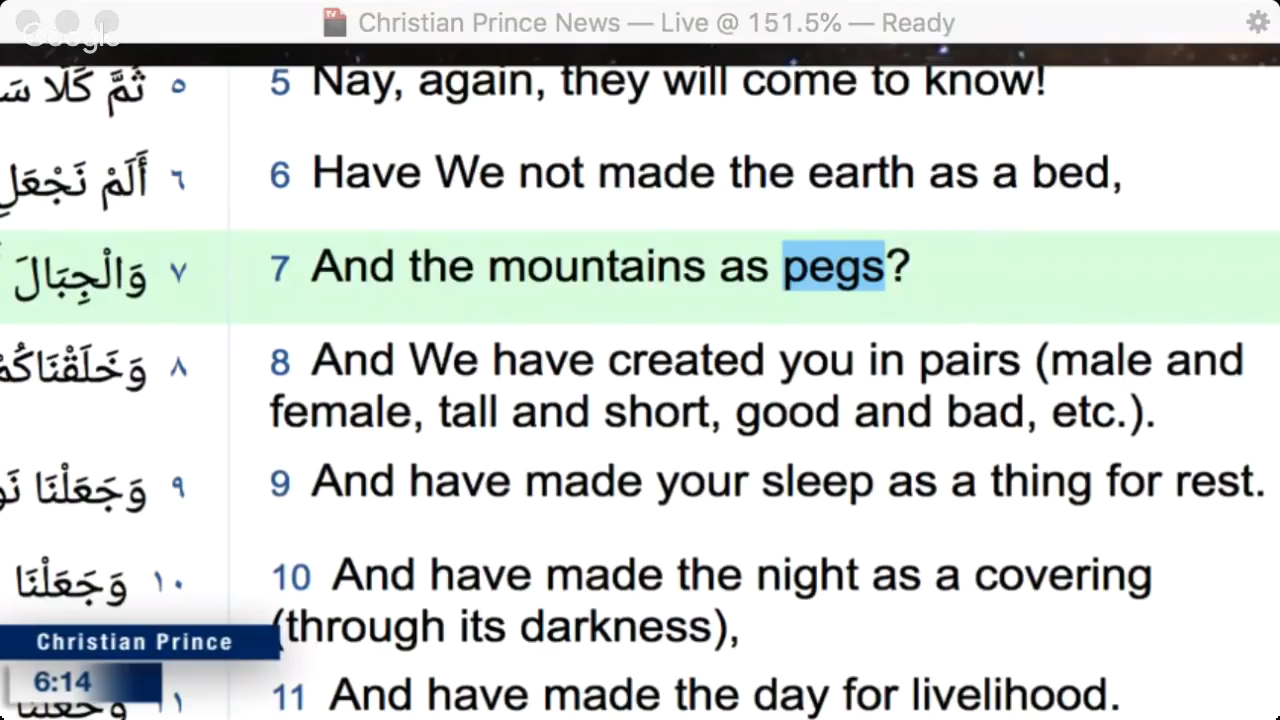 Christian Prince News — Live @ 151.5% — Ready
Google
ثُمَّ كَلَّا ٥ 5 Nay, again, they will come to know!
أَلَمْ نَجْعَلِ ٦ 6 Have We not made the earth as a bed,
وَالْجِبَالَ ٧ 7 And the mountains as pegs?
وَخَلَقْنَاكُمْ ٨ 8 And We have created you in pairs (male and
female, tall and short, good and bad, etc.).
وَجَعَلْنَا ٩ 9 And have made your sleep as a thing for rest.
وَجَعَلْنَا ١٠ 10 And have made the night as a covering
(through its darkness),
Christian Prince
6:14
١١ 11 And have made the day for livelihood.